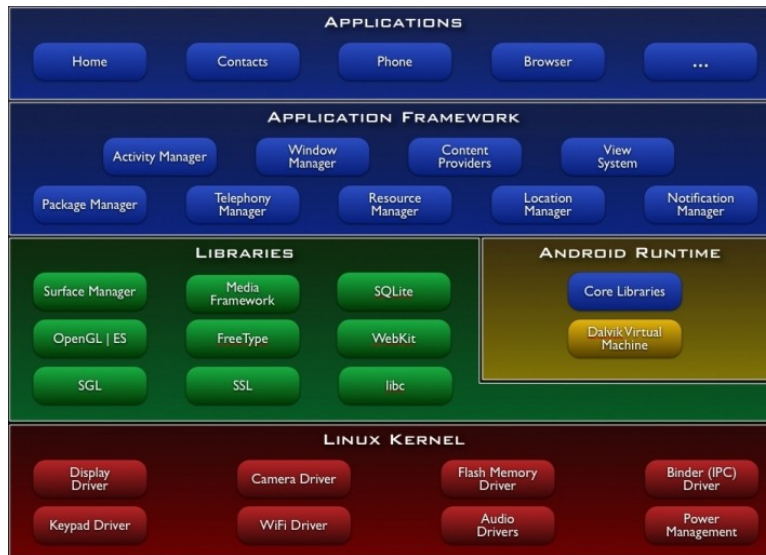 APPLICATIONS
Home
Contacts
Phone
Browser
...
APPLICATION FRAMEWORK
Activity Manager
Window
Manager
Content
Providers
View
System
Package Manager
Telephony
Manager
Resource
Manager
Location
Manager
Notification
Manager
LIBRARIES
Surface Manager
Media
Framework
SQLite
OpenGL | ES
FreeType
WebKit
SGL
SSL
libc
ANDROID RUNTIME
Core Libraries
Dalvik Virtual
Machine
LINUX KERNEL
Display
Driver
Camera Driver
Flash Memory
Driver
Binder (IPC)
Driver
Keypad Driver
WiFi Driver
Audio
Drivers
Power
Management